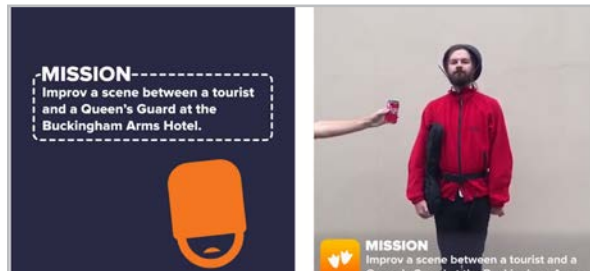 MISSION
Improv a scene between a tourist
and a Queen's Guard at the
Buckingham Arms Hotel.
MISSION
Improv a scene between a tourist and a